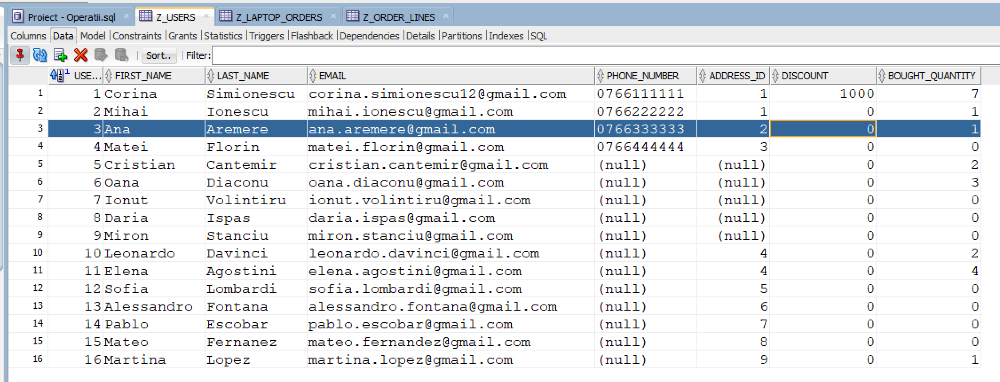 Proiect - Operatii.sql × Z_USERS × Z_LAPTOP_ORDERS × Z_ORDER_LINES ×
Columns Data Model |Constraints |Grants |Statistics |Triggers |Flashback |Dependencies |Details |Partitions |Indexes |SQL
Sort.. | Filter:
1 USE... FIRST_NAME LAST_NAME EMAIL PHONE_NUMBER ADDRESS_ID DISCOUNT BOUGHT_QUANTITY
1 1 Corina Simionescu corina.simionescu12@gmail.com 0766111111 1 1000 7
2 2 Mihai Ionescu mihai.ionescu@gmail.com 0766222222 1 0 1
3 3 Ana Aremere ana.aremere@gmail.com 0766333333 2 0 1
4 4 Matei Florin matei.florin@gmail.com 0766444444 3 0 0
5 5 Cristian Cantemir cristian.cantemir@gmail.com (null) (null) 0 2
6 6 Oana Diaconu oana.diaconu@gmail.com (null) (null) 0 3
7 7 Ionut Volintiru ionut.volintiru@gmail.com (null) (null) 0 0
8 8 Daria Ispas daria.ispas@gmail.com (null) (null) 0 0
9 9 Miron Stanciu miron.stanciu@gmail.com (null) (null) 0 0
10 10 Leonardo Davinci leonardo.davinci@gmail.com (null) 4 0 2
11 11 Elena Agostini elena.agostini@gmail.com (null) 4 0 4
12 12 Sofia Lombardi sofia.lombardi@gmail.com (null) 5 0 0
13 13 Alessandro Fontana alessandro.fontana@gmail.com (null) 6 0 0
14 14 Pablo Escobar pablo.escobar@gmail.com (null) 7 0 0
15 15 Mateo Fernanez mateo.fernandez@gmail.com (null) 8 0 0
16 16 Martina Lopez martina.lopez@gmail.com (null) 9 0 1